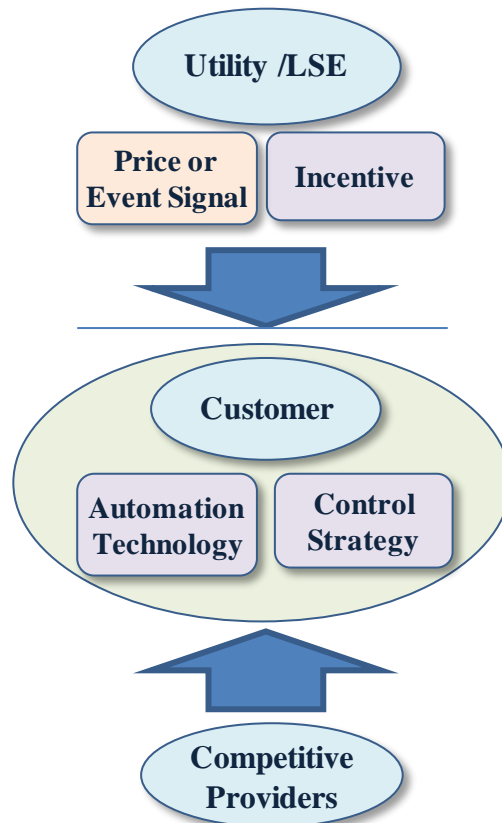 Utility /LSE
Price or
Event Signal
Incentive
Customer
Automation
Technology
Control
Strategy
Competitive
Providers